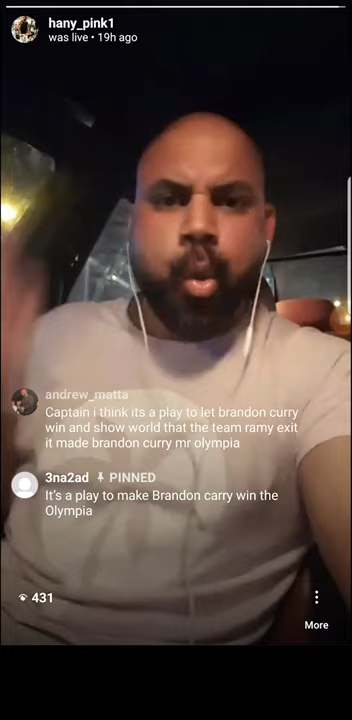 hany_pink1
was live • 19h ago
andrew_matta
Captain i think its a play to let brandon curry
win and show world that the team ramy exit
it made brandon curry mr olympia
3na2ad PINNED
It's a play to make Brandon carry win the
Olympia
431
More